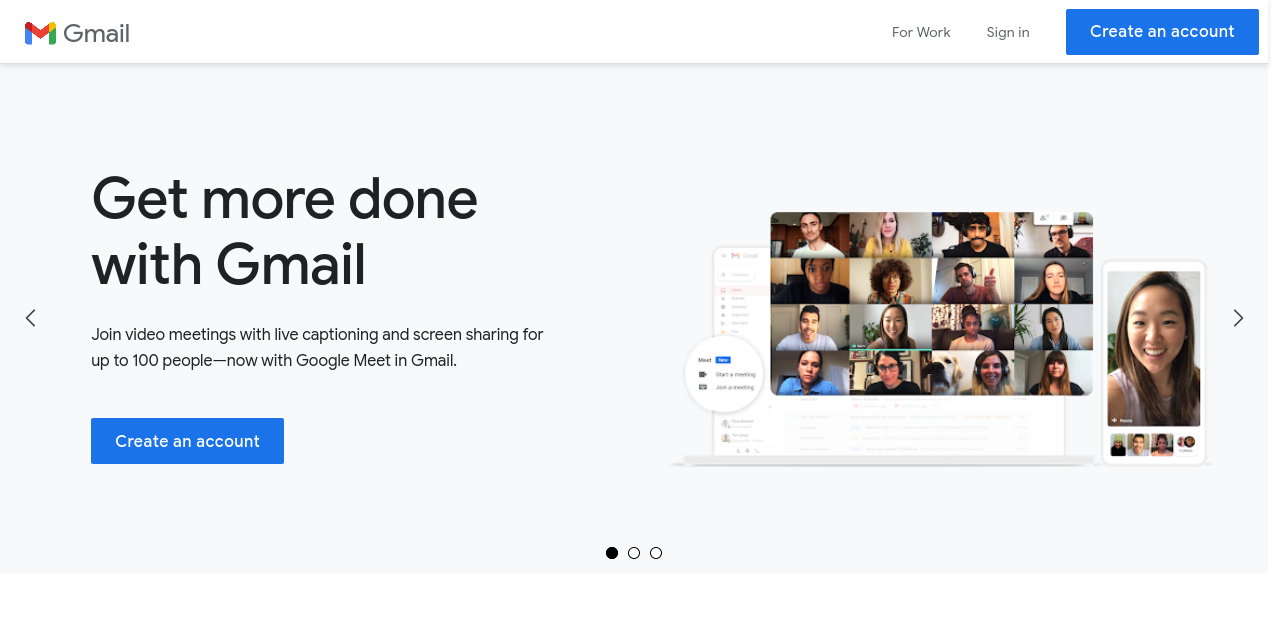 Gmail
For Work
Sign in
Create an account
Get more done
with Gmail
Join video meetings with live captioning and screen sharing for
up to 100 people—now with Google Meet in Gmail.
Create an account
Gmail
Meet New
Start a meeting
Join a meeting